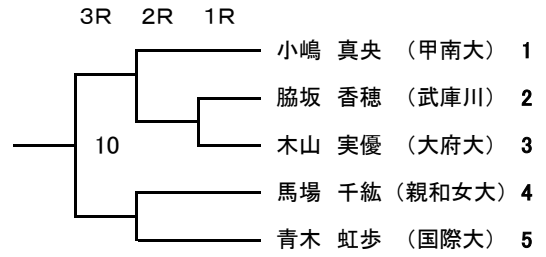 3R 2R 1R
小嶋 真央 （甲南大） 1
脇坂 香穂 （武庫川） 2
10 木山 実優 （大府大） 3
馬場 千紘 （親和女大） 4
青木 虹歩 （国際大） 5